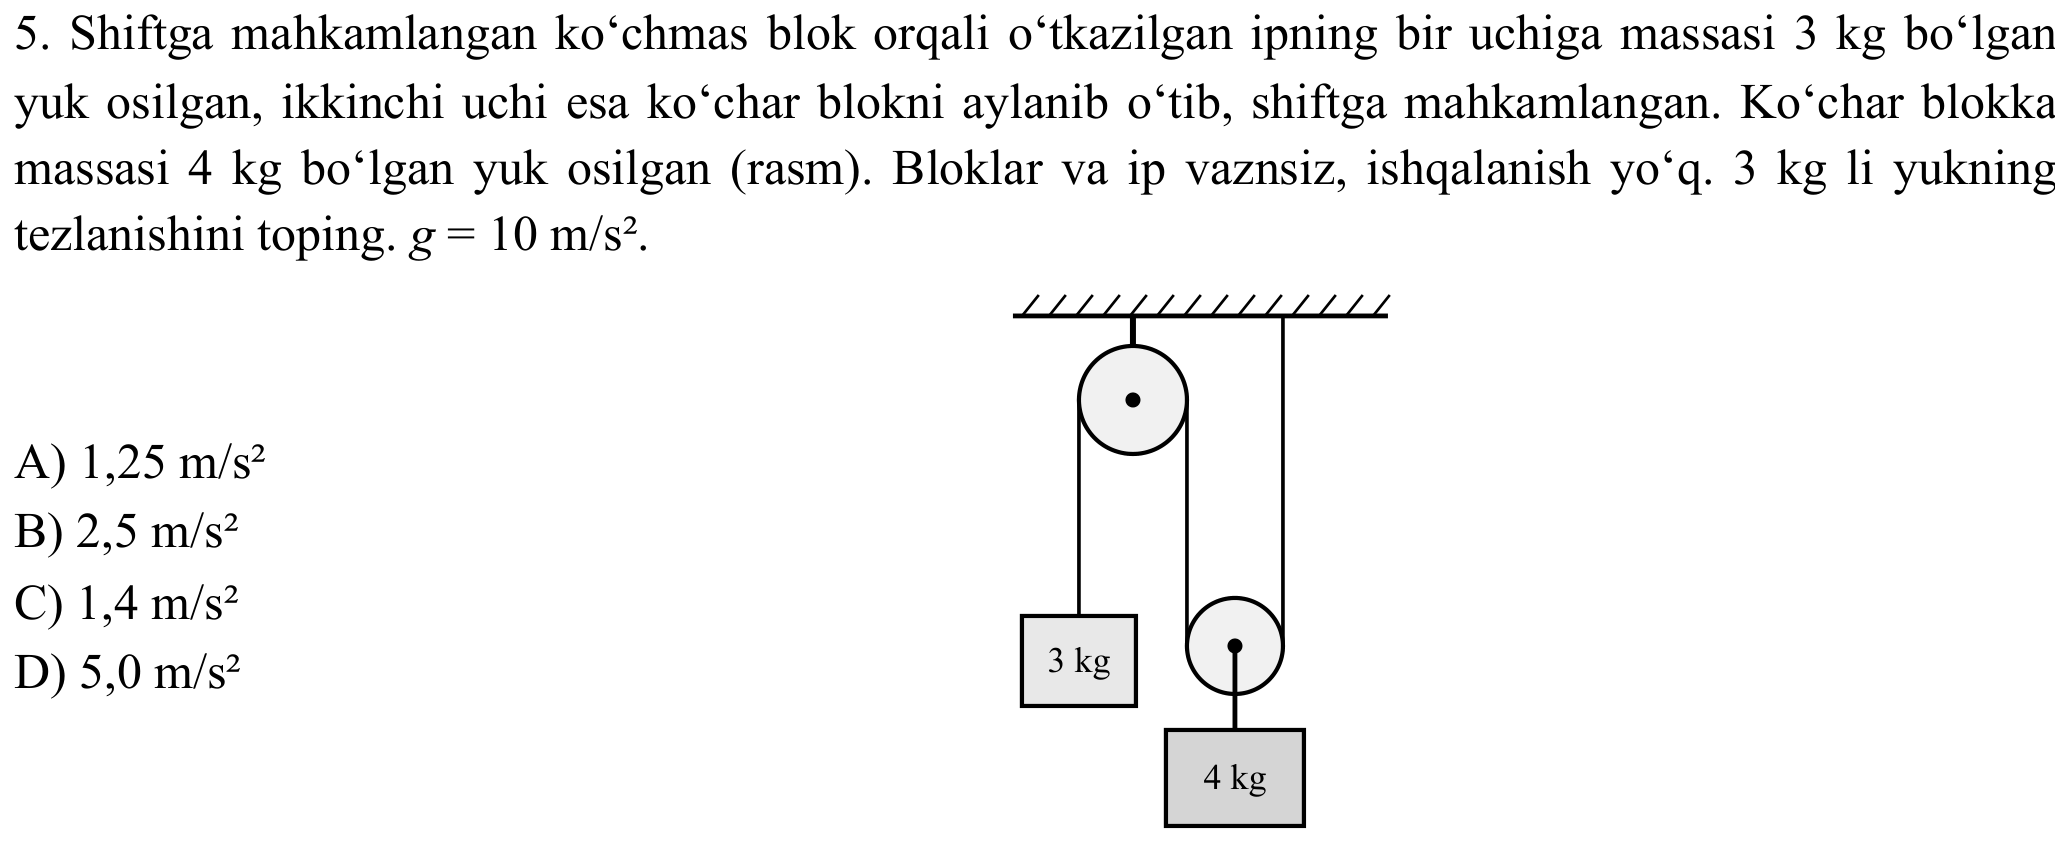 5. Shiftga mahkamlangan ko‘chmas blok orqali o‘tkazilgan ipning bir uchiga massasi 3 kg bo‘lgan
yuk osilgan, ikkinchi uchi esa ko‘char blokni aylanib o‘tib, shiftga mahkamlangan. Ko‘char blokka
massasi 4 kg bo‘lgan yuk osilgan (rasm). Bloklar va ip vaznsiz, ishqalanish yo‘q. 3 kg li yukning
tezlanishini toping. g = 10 m/s².
A) 1,25 m/s²
B) 2,5 m/s²
C) 1,4 m/s²
D) 5,0 m/s²
3 kg
4 kg